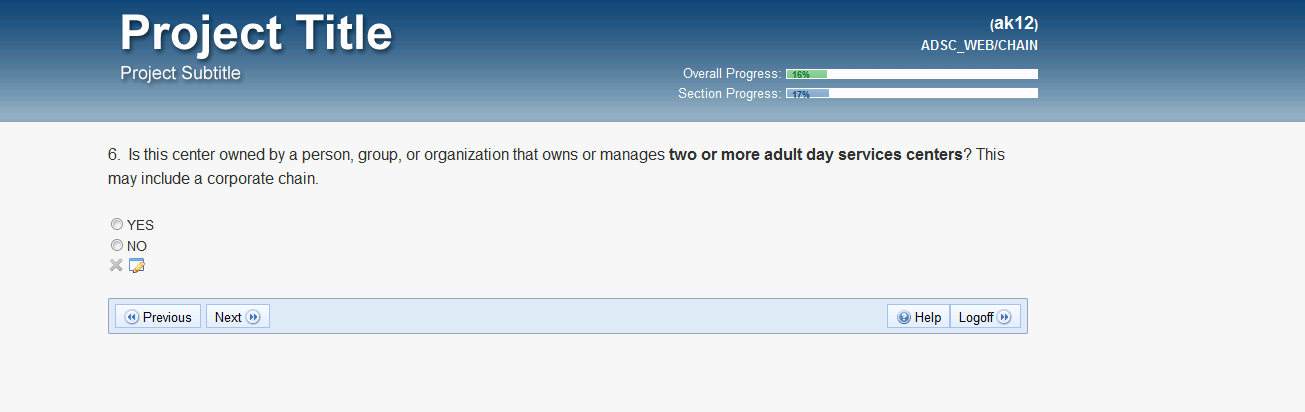 Project Title
Project Subtitle
(ak12)
ADSC_WEB/CHAIN
Overall Progress: 16%
Section Progress: 17%
6. Is this center owned by a person, group, or organization that owns or manages two or more adult day services centers? This
may include a corporate chain.
YES
NO
Previous Next Help Logoff